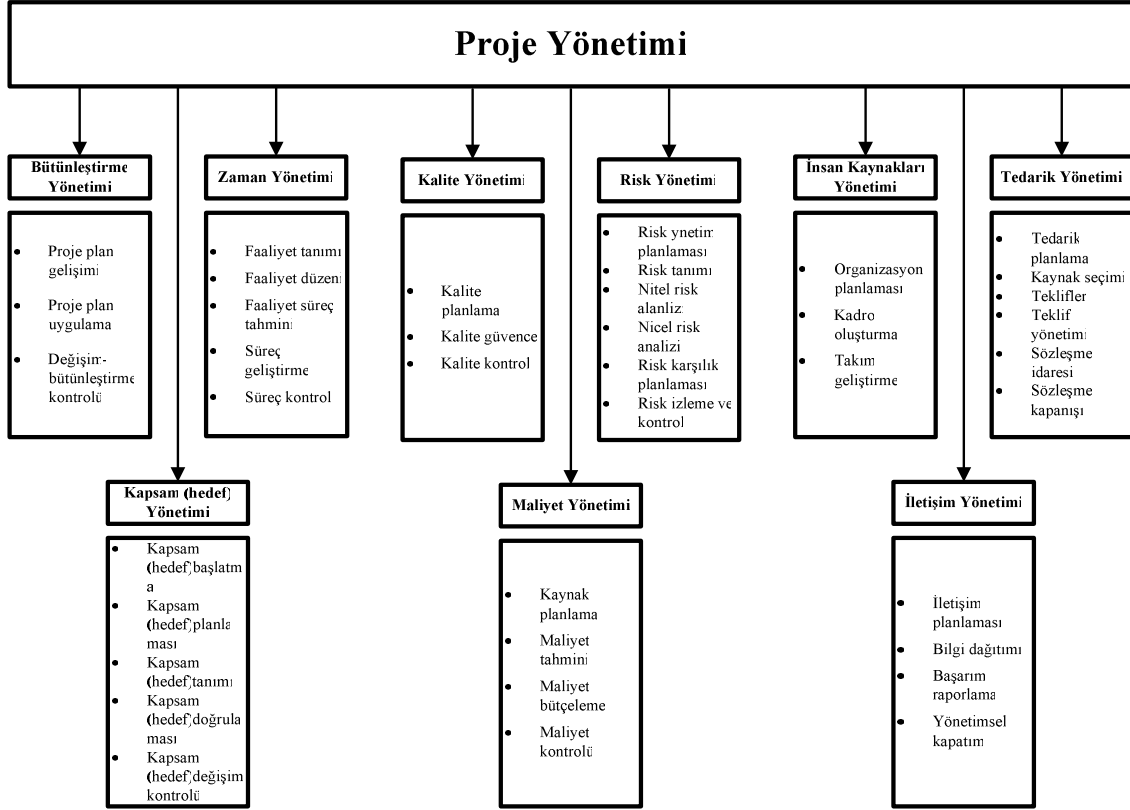 Proje Yönetimi
Bütünleştirme
Yönetimi
Proje plan
gelişimi
Proje plan
uygulama
Değişim-
bütünleştirme
kontrolü
Zaman Yönetimi
Faaliyet tanımı
Faaliyet düzeni
Faaliyet süreç
tahmini
Süreç
geliştirme
Süreç kontrol
Kalite Yönetimi
Kalite
planlama
Kalite güvence
Kalite kontrol
Risk Yönetimi
Risk ynetim
planlaması
Risk tanımı
Nitel risk
alanlizi
Nicel risk
analizi
Risk karşılık
planlaması
Risk izleme ve
kontrol
İnsan Kaynakları
Yönetimi
Organizasyon
planlaması
Kadro
oluşturma
Takım
geliştirme
Tedarik Yönetimi
Tedarik
planlama
Kaynak seçimi
Teklifler
Teklif
yönetimi
Sözleşme
idaresi
Sözleşme
kapanışı
Kapsam (hedef)
Yönetimi
Kapsam
(hedef)başlatm
a
Kapsam
(hedef)planla
ması
Kapsam
(hedef)tanımı
Kapsam
(hedef)doğrula
ması
Kapsam
(hedef)değişim
kontrolü
Maliyet Yönetimi
Kaynak
planlama
Maliyet
tahmini
Maliyet
bütçeleme
Maliyet
kontrolü
İletişim Yönetimi
İletişim
planlaması
Bilgi dağıtımı
Başarım
raporlama
Yönetimsel
kapatım